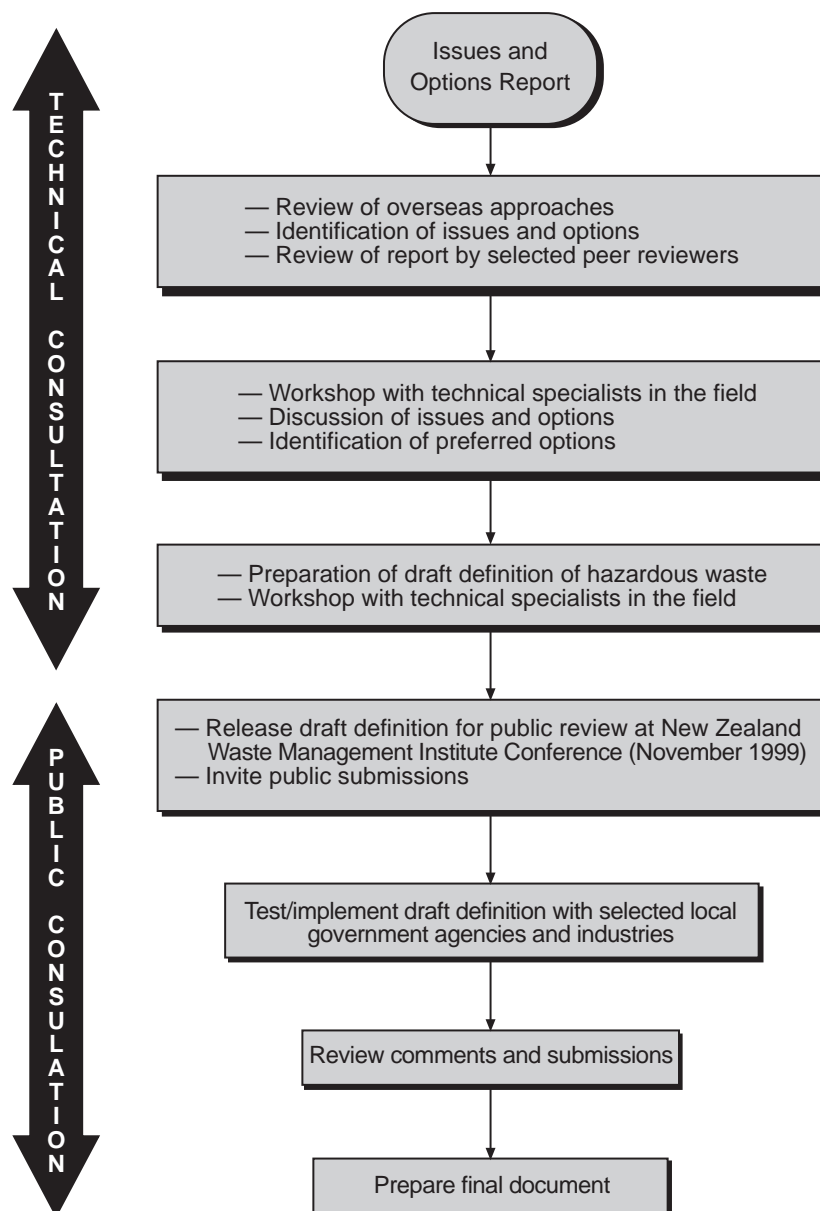 TECHNICAL CONSULTATION
Issues and
Options Report
— Review of overseas approaches
— Identification of issues and options
— Review of report by selected peer reviewers
— Workshop with technical specialists in the field
— Discussion of issues and options
— Identification of preferred options
— Preparation of draft definition of hazardous waste
— Workshop with technical specialists in the field
PUBLIC CONSULATION
— Release draft definition for public review at New Zealand
Waste Management Institute Conference (November 1999)
— Invite public submissions
Test/implement draft definition with selected local
government agencies and industries
Review comments and submissions
Prepare final document